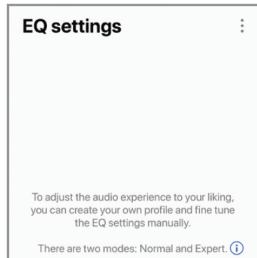 EQ settings
To adjust the audio experience to your liking,
you can create your own profile and fine tune
the EQ settings manually.
There are two modes: Normal and Expert.